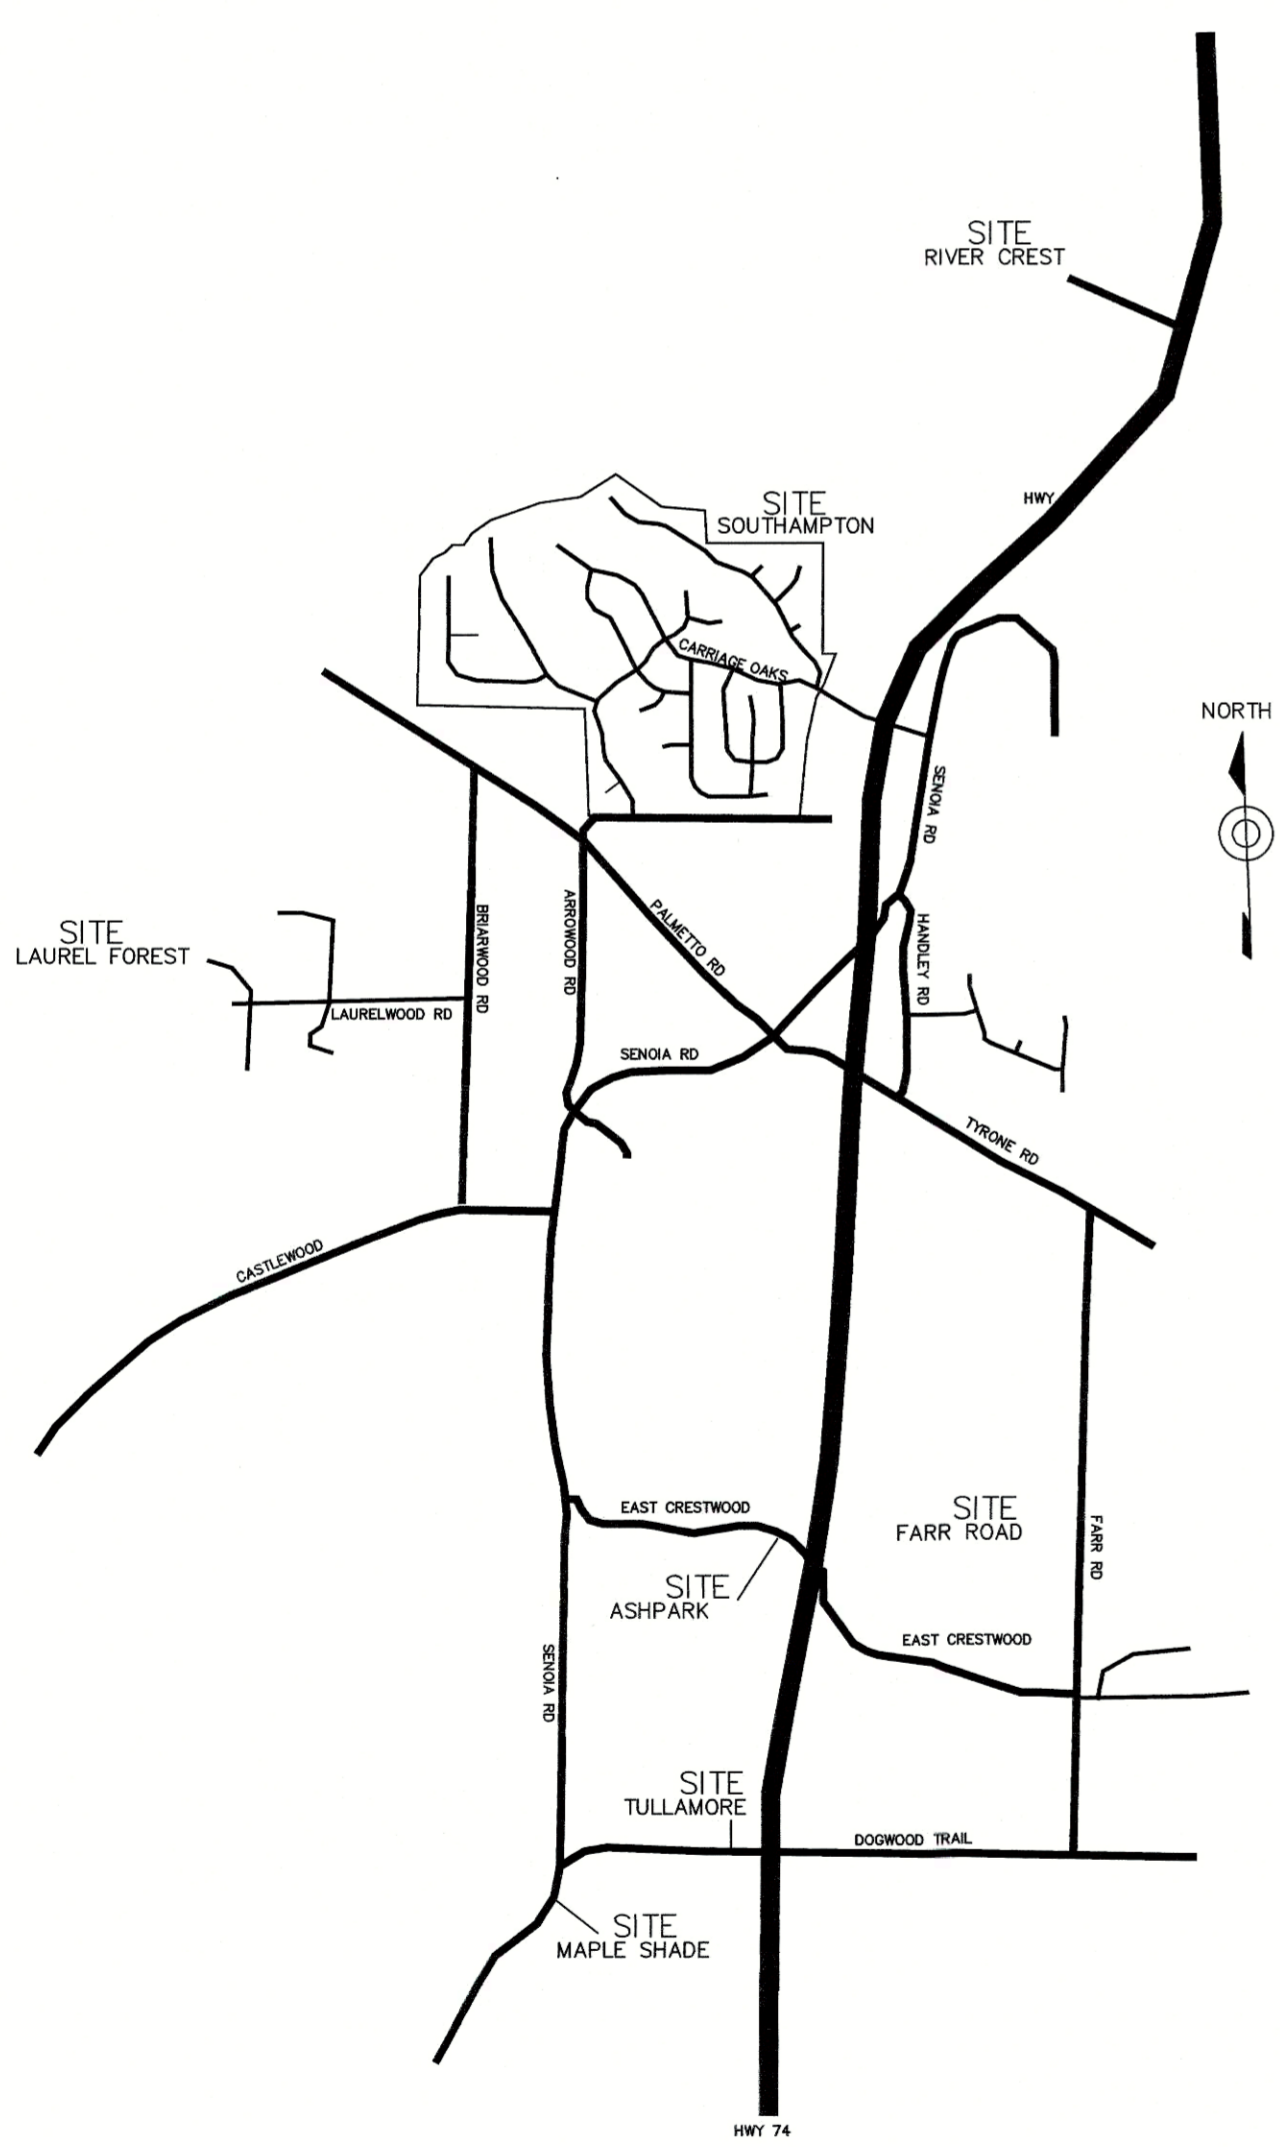 SITE
RIVER CREST
HWY
SITE
SOUTHAMPTON
CARRIAGE OAKS
NORTH
SENOIA RD
HANDLEY RD
PALMETTO RD
ARROWOOD RD
BRIARWOOD RD
SITE
LAUREL FOREST
LAURELWOOD RD
SENOIA RD
TYRONE RD
CASTLEWOOD
EAST CRESTWOOD
SITE
FARR ROAD
FARR RD
SITE
ASHPARK
EAST CRESTWOOD
SENOIA RD
SITE
TULLAMORE
DOGWOOD TRAIL
SITE
MAPLE SHADE
HWY 74